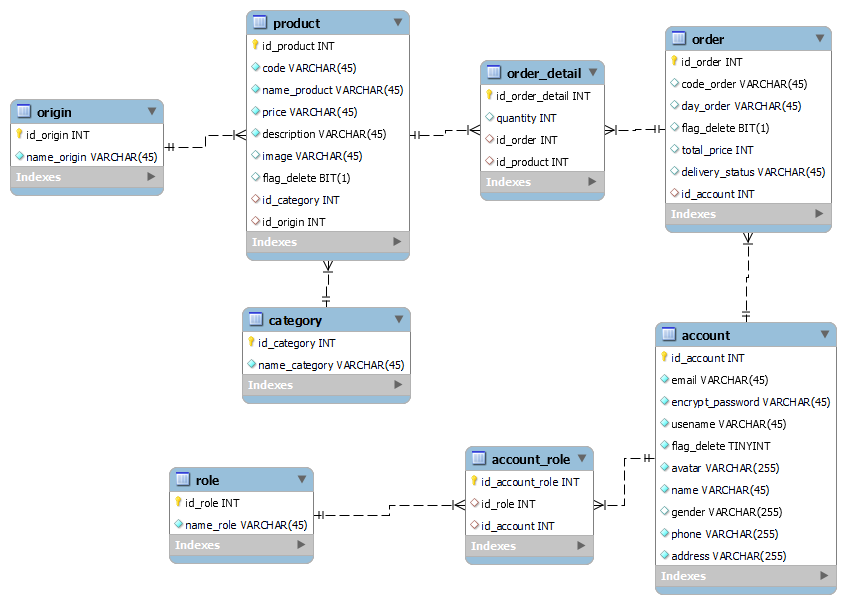 product
id_product INT
code VARCHAR(45)
name_product VARCHAR(45)
price VARCHAR(45)
description VARCHAR(45)
image VARCHAR(45)
flag_delete BIT(1)
id_category INT
id_origin INT
Indexes
order
id_order INT
code_order VARCHAR(45)
day_order VARCHAR(45)
flag_delete BIT(1)
total_price INT
delivery_status VARCHAR(45)
id_account INT
Indexes
order_detail
id_order_detail INT
quantity INT
id_order INT
id_product INT
Indexes
origin
id_origin INT
name_origin VARCHAR(45)
Indexes
category
id_category INT
name_category VARCHAR(45)
Indexes
account
id_account INT
email VARCHAR(45)
encrypt_password VARCHAR(45)
usename VARCHAR(45)
flag_delete TINYINT
avatar VARCHAR(255)
name VARCHAR(45)
gender VARCHAR(255)
phone VARCHAR(255)
address VARCHAR(255)
Indexes
account_role
id_account_role INT
id_role INT
id_account INT
Indexes
role
id_role INT
name_role VARCHAR(45)
Indexes